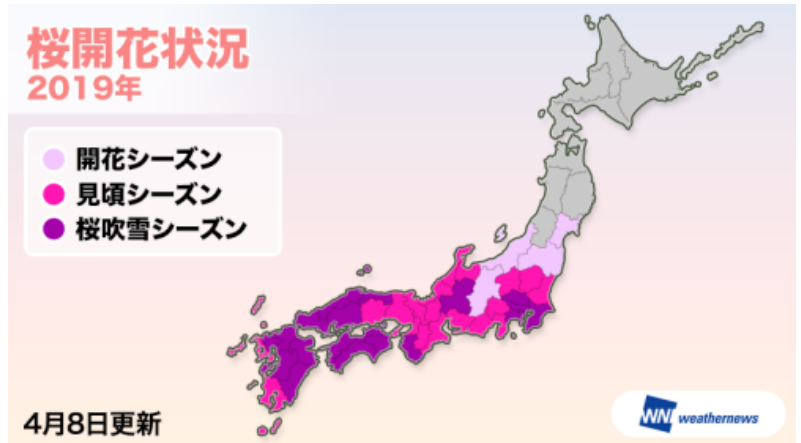 桜開花状況
2019年
開花シーズン
見頃シーズン
桜吹雪シーズン
4月8日更新
WNI weathernews